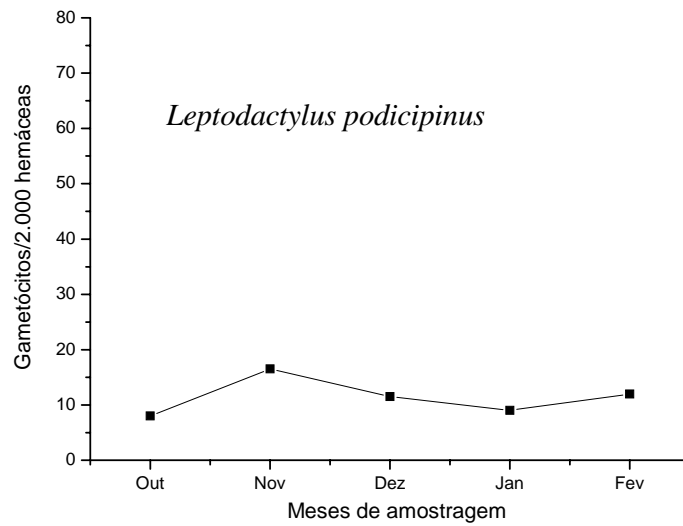 80
70
60
50
40
30
20
10
0
Gametócitos/2.000 hemáceas
Leptodactylus podicipinus
Out Nov Dez Jan Fev
Meses de amostragem